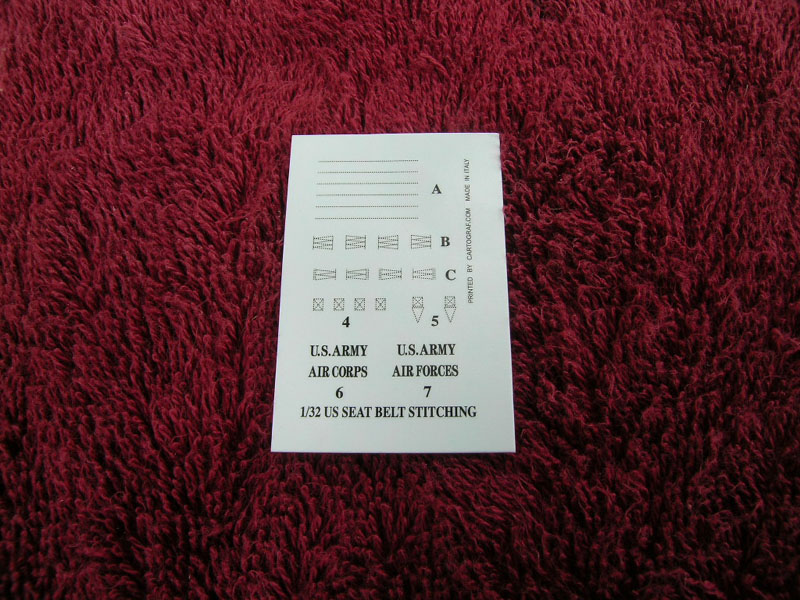 A
B
C
4 5
U.S.ARMY U.S.ARMY
AIR CORPS AIR FORCES
6 7
1/32 US SEAT BELT STITCHING
PRINTED BY CARTOGRAF.COM MADE IN ITALY